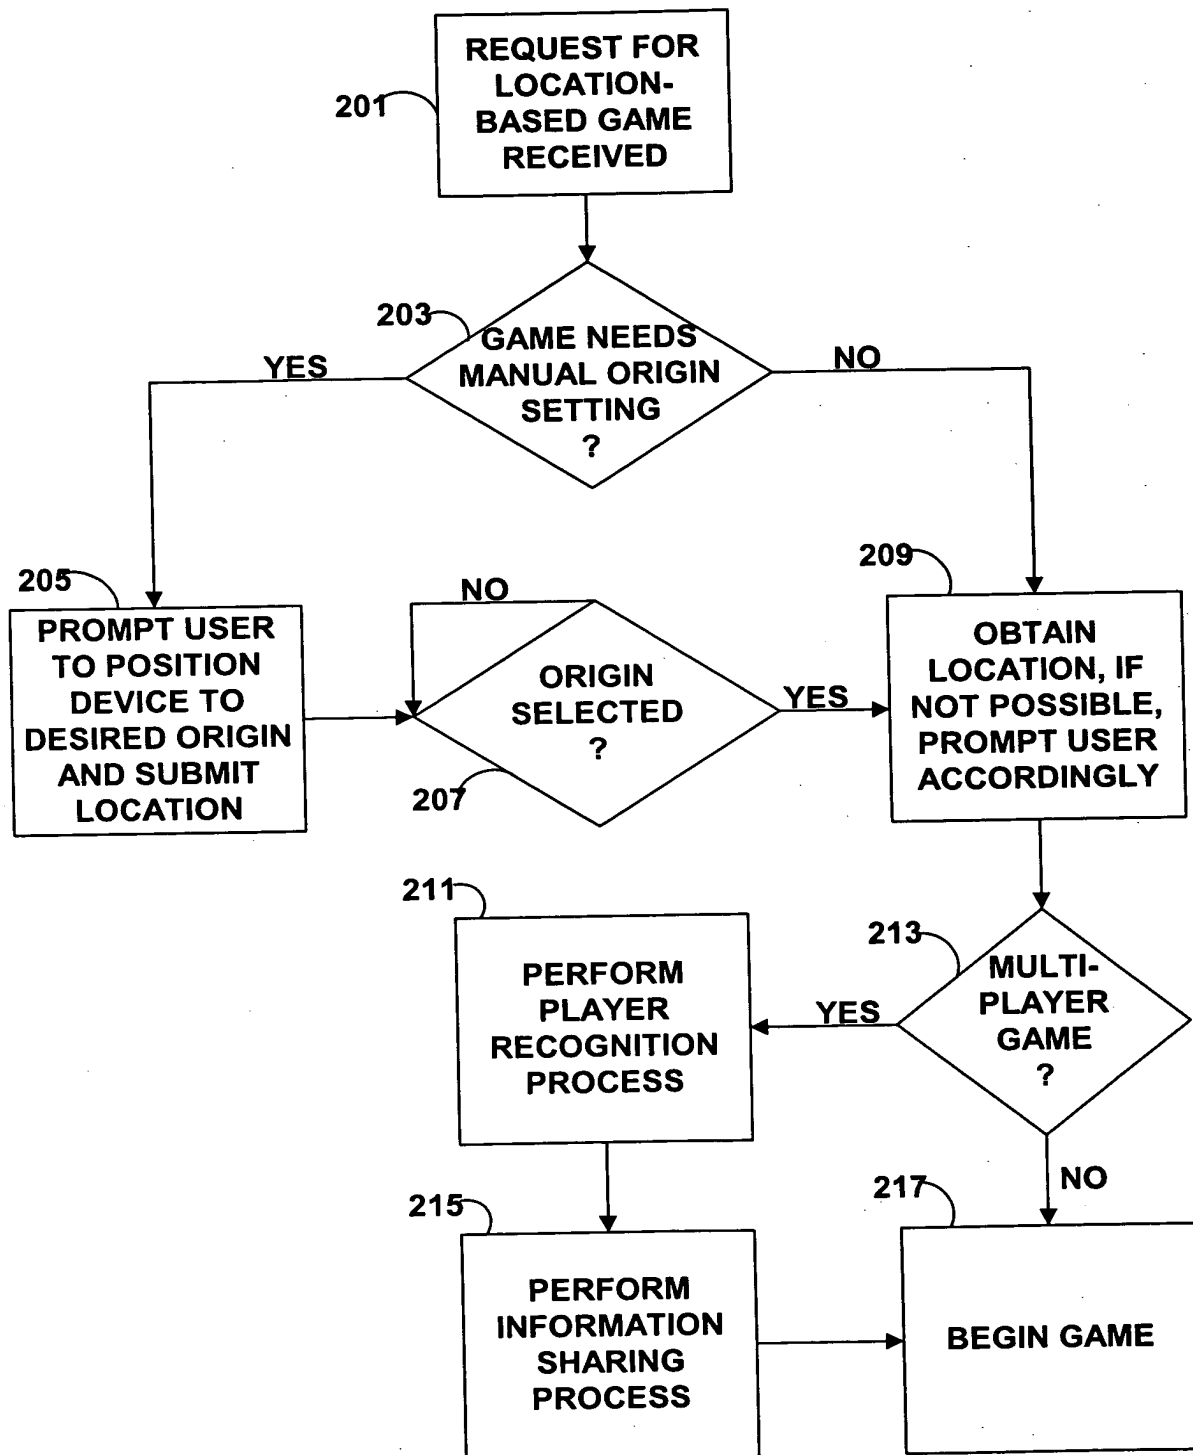 REQUEST FOR
LOCATION-
BASED GAME
RECEIVED
201
203
GAME NEEDS
MANUAL ORIGIN
SETTING
?
YES
NO
205
PROMPT USER
TO POSITION
DEVICE TO
DESIRED ORIGIN
AND SUBMIT
LOCATION
NO
ORIGIN
SELECTED
?
207
YES
209
OBTAIN
LOCATION, IF
NOT POSSIBLE,
PROMPT USER
ACCORDINGLY
211
PERFORM
PLAYER
RECOGNITION
PROCESS
YES
213
MULTI-
PLAYER
GAME
?
NO
215
PERFORM
INFORMATION
SHARING
PROCESS
217
BEGIN GAME